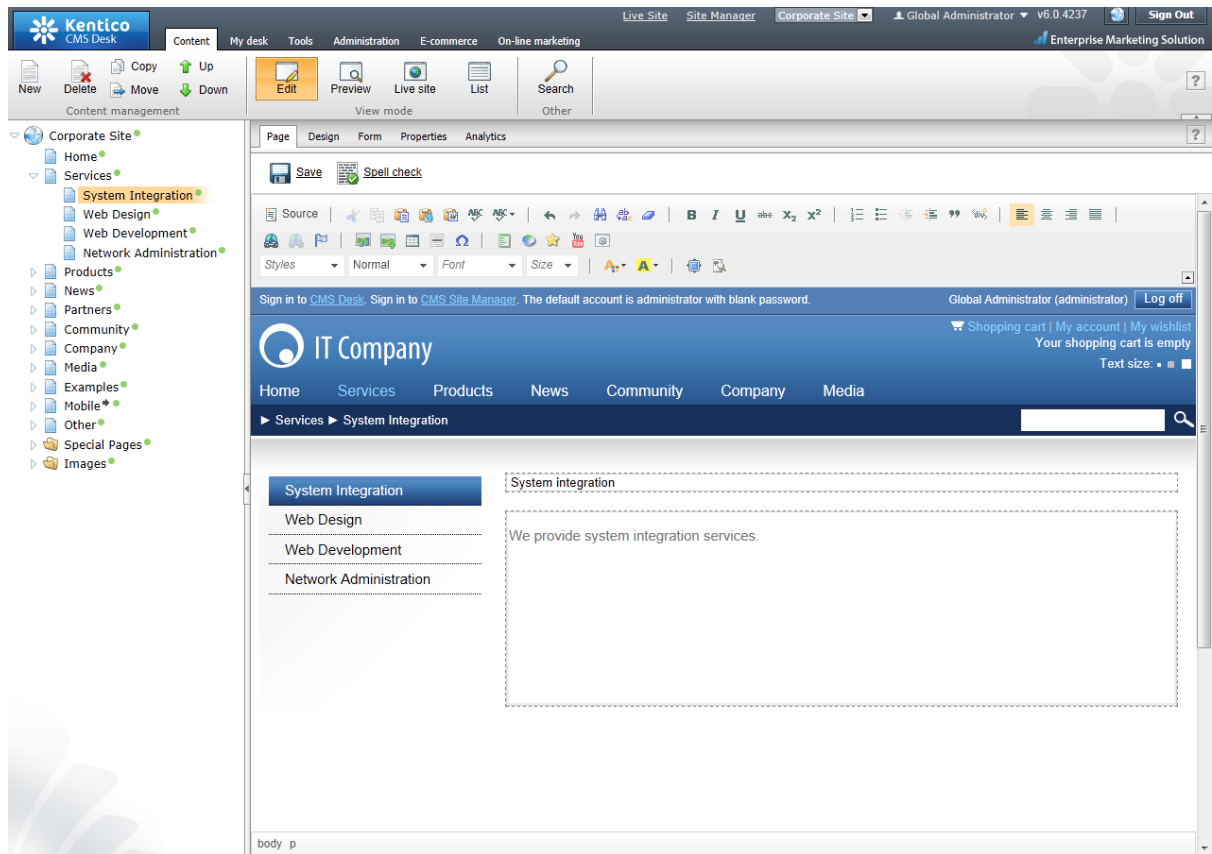 Kentico
CMS Desk
Live Site Site Manager Corporate Site Global Administrator v6.0.4237 Sign Out
Content My desk Tools Administration E-commerce On-line marketing
Enterprise Marketing Solution
New Delete Copy Move Up Down
Content management
Edit Preview Live site List
View mode
Search
Other
?
Corporate Site
Home
Services
System Integration
Web Design
Web Development
Network Administration
Products
News
Partners
Community
Company
Media
Examples
Mobile
Other
Special Pages
Images
Page Design Form Properties Analytics
?
Save Spell check
Source ABC ABC B I U abc X2 X2
Ω You
Styles Normal Font Size A A
Sign in to CMS Desk. Sign in to CMS Site Manager. The default account is administrator with blank password. Global Administrator (administrator) Log off
Shopping cart | My account | My wishlist
Your shopping cart is empty
Text size:
IT Company
Home Services Products News Community Company Media
Services System Integration
System Integration
Web Design
Web Development
Network Administration
System integration
We provide system integration services.
body p